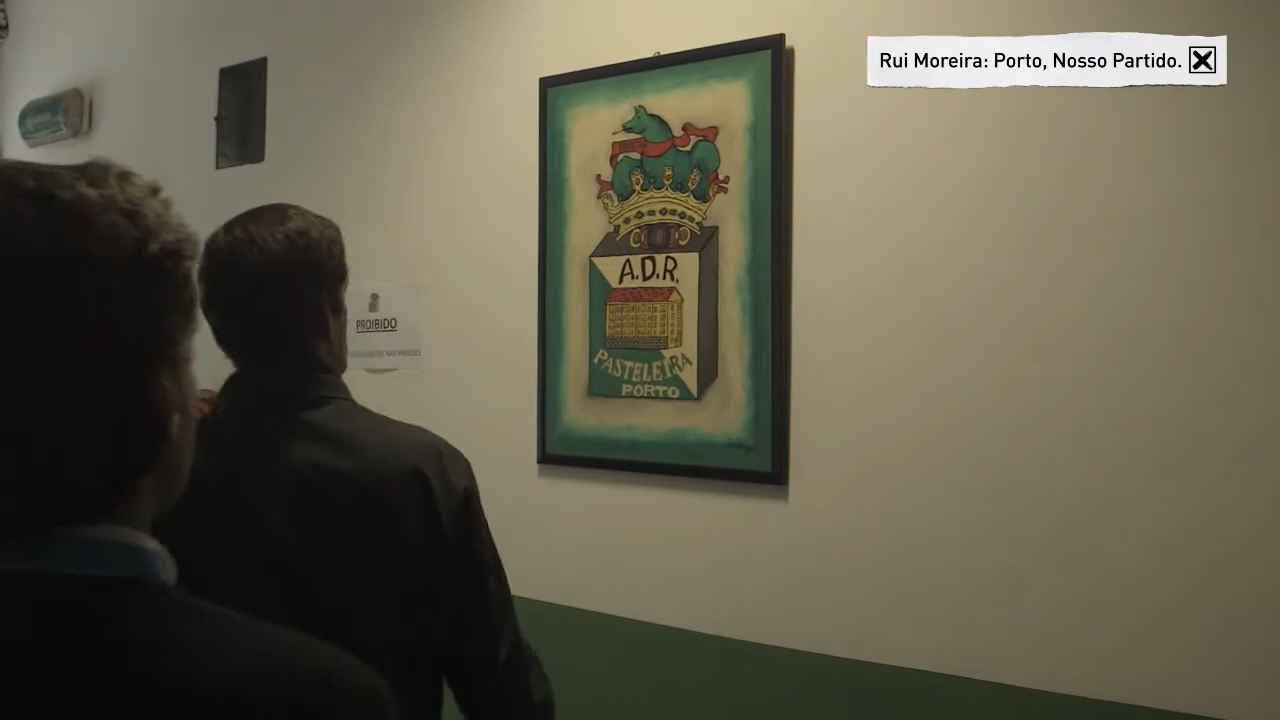 Rui Moreira: Porto, Nosso Partido.
PROIBIDO
A.D.R.
PASTELEIRA
PORTO